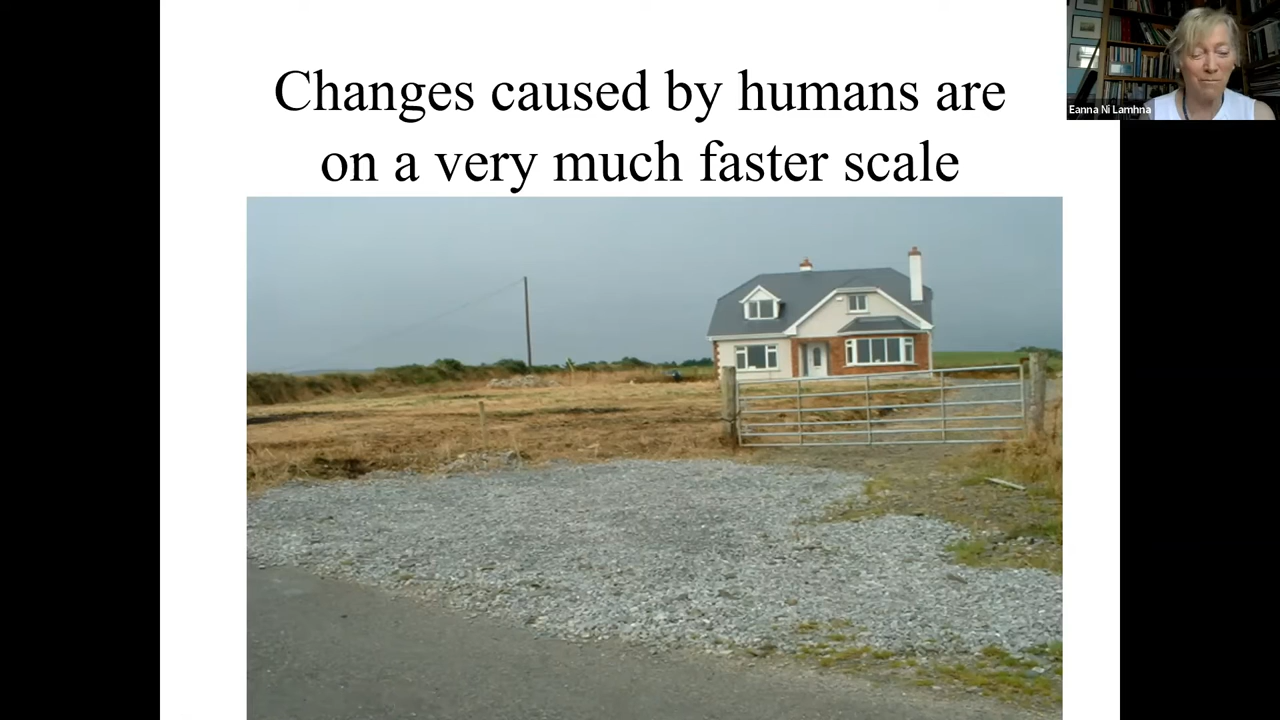 Changes caused by humans are
on a very much faster scale
Eanna Ni Lamhna